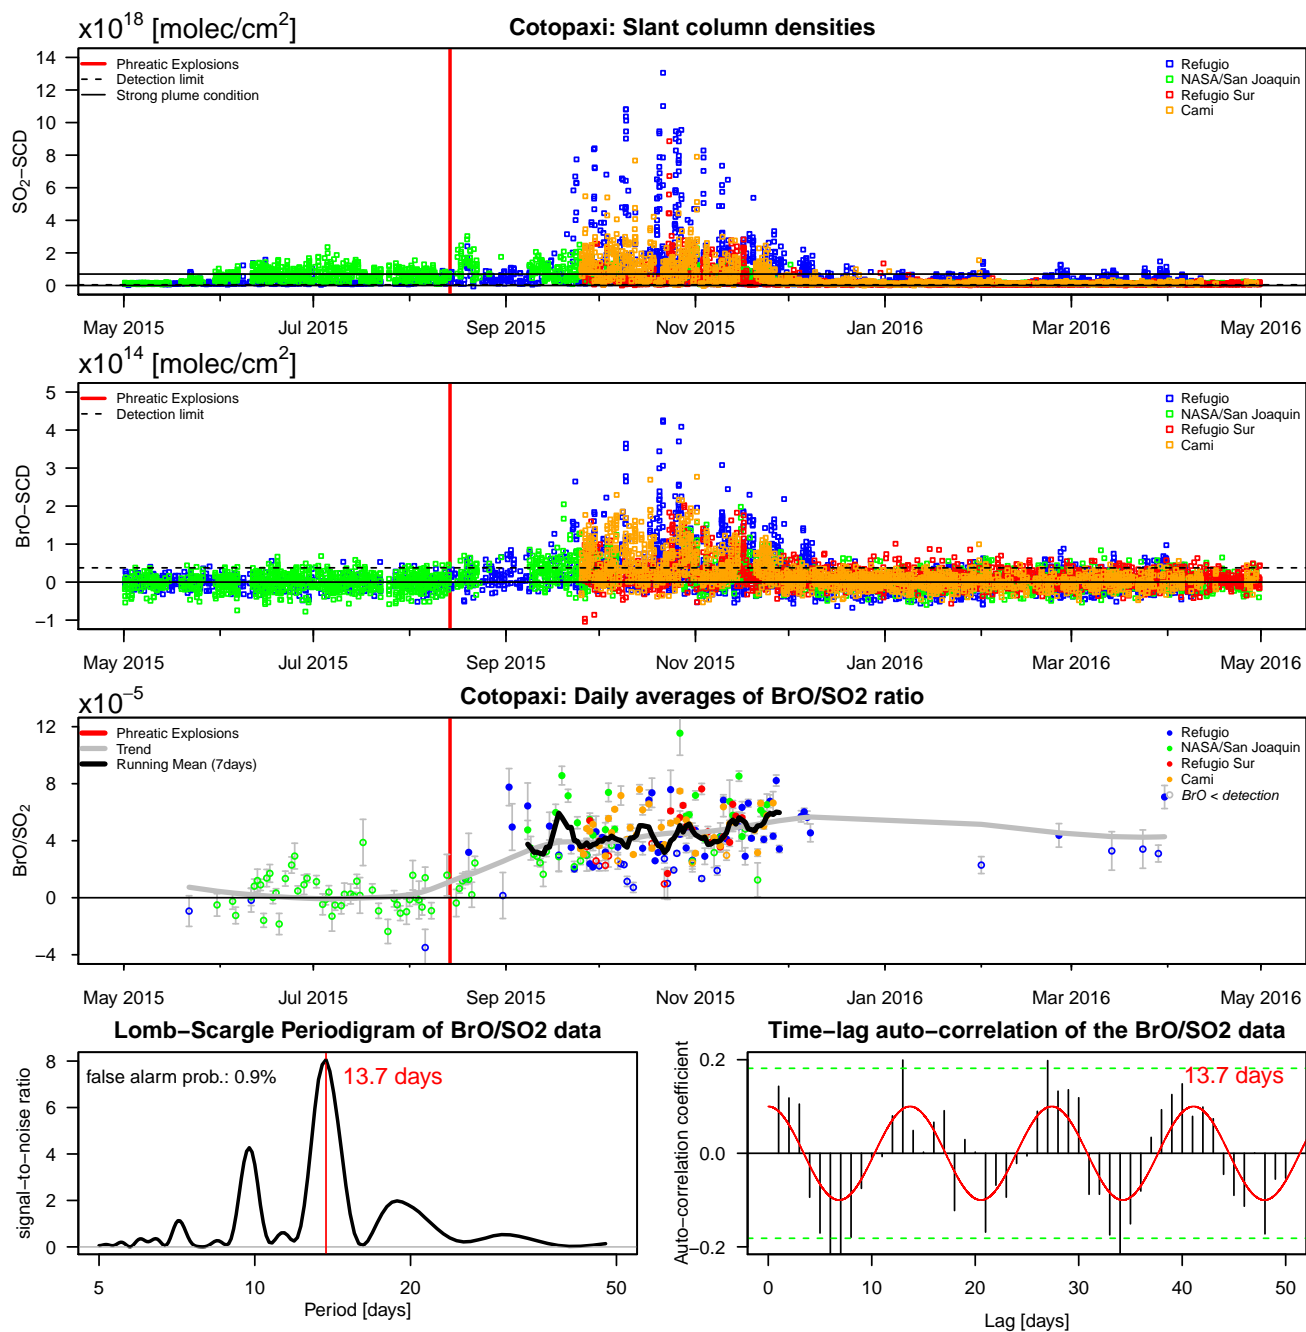 x10^18 [molec/cm^2]
Cotopaxi: Slant column densities
SO₂−SCD
14
12
10
8
6
4
2
0
Phreatic Explosions
Detection limit
Strong plume condition
Refugio
NASA/San Joaquin
Refugio Sur
Cami
May 2015 Jul 2015 Sep 2015 Nov 2015 Jan 2016 Mar 2016 May 2016
x10^14 [molec/cm^2]
BrO−SCD
5
4
3
2
1
0
−1
Phreatic Explosions
Detection limit
Refugio
NASA/San Joaquin
Refugio Sur
Cami
May 2015 Jul 2015 Sep 2015 Nov 2015 Jan 2016 Mar 2016 May 2016
x10^−5
Cotopaxi: Daily averages of BrO/SO2 ratio
BrO/SO₂
12
8
4
0
−4
Phreatic Explosions
Trend
Running Mean (7days)
Refugio
NASA/San Joaquin
Refugio Sur
Cami
BrO < detection
May 2015 Jul 2015 Sep 2015 Nov 2015 Jan 2016 Mar 2016 May 2016
Lomb−Scargle Periodigram of BrO/SO2 data
signal−to−noise ratio
8
6
4
2
0
false alarm prob.: 0.9%
13.7 days
5 10 20 50
Period [days]
Time−lag auto−correlation of the BrO/SO2 data
Auto−correlation coefficient
0.2
0.0
−0.2
13.7 days
0 10 20 30 40 50
Lag [days]